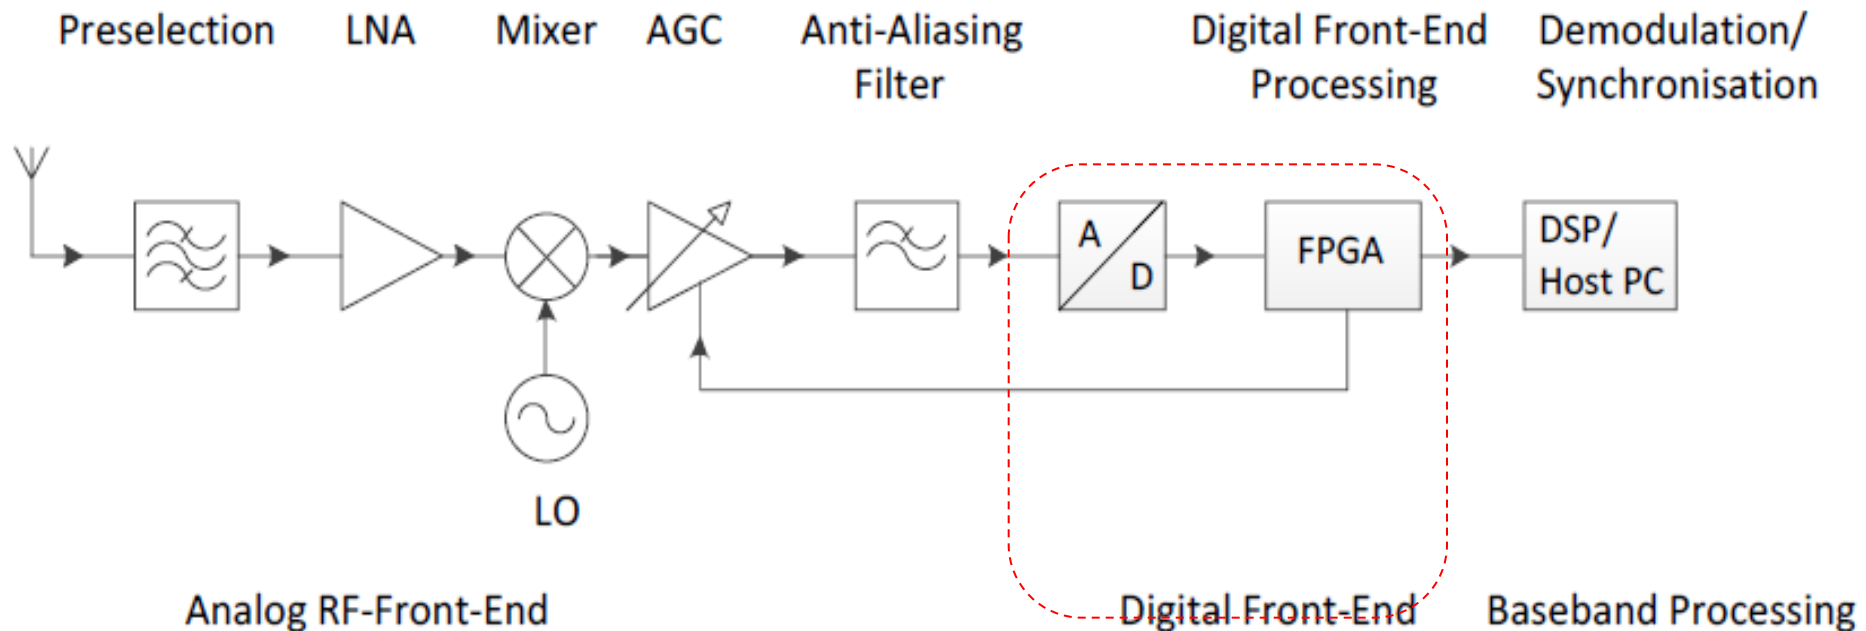 Preselection
LNA
Mixer
AGC
Anti-Aliasing
Filter
Digital Front-End
Processing
Demodulation/
Synchronisation
A
D
FPGA
DSP/
Host PC
LO
Analog RF-Front-End
Digital Front-End
Baseband Processing